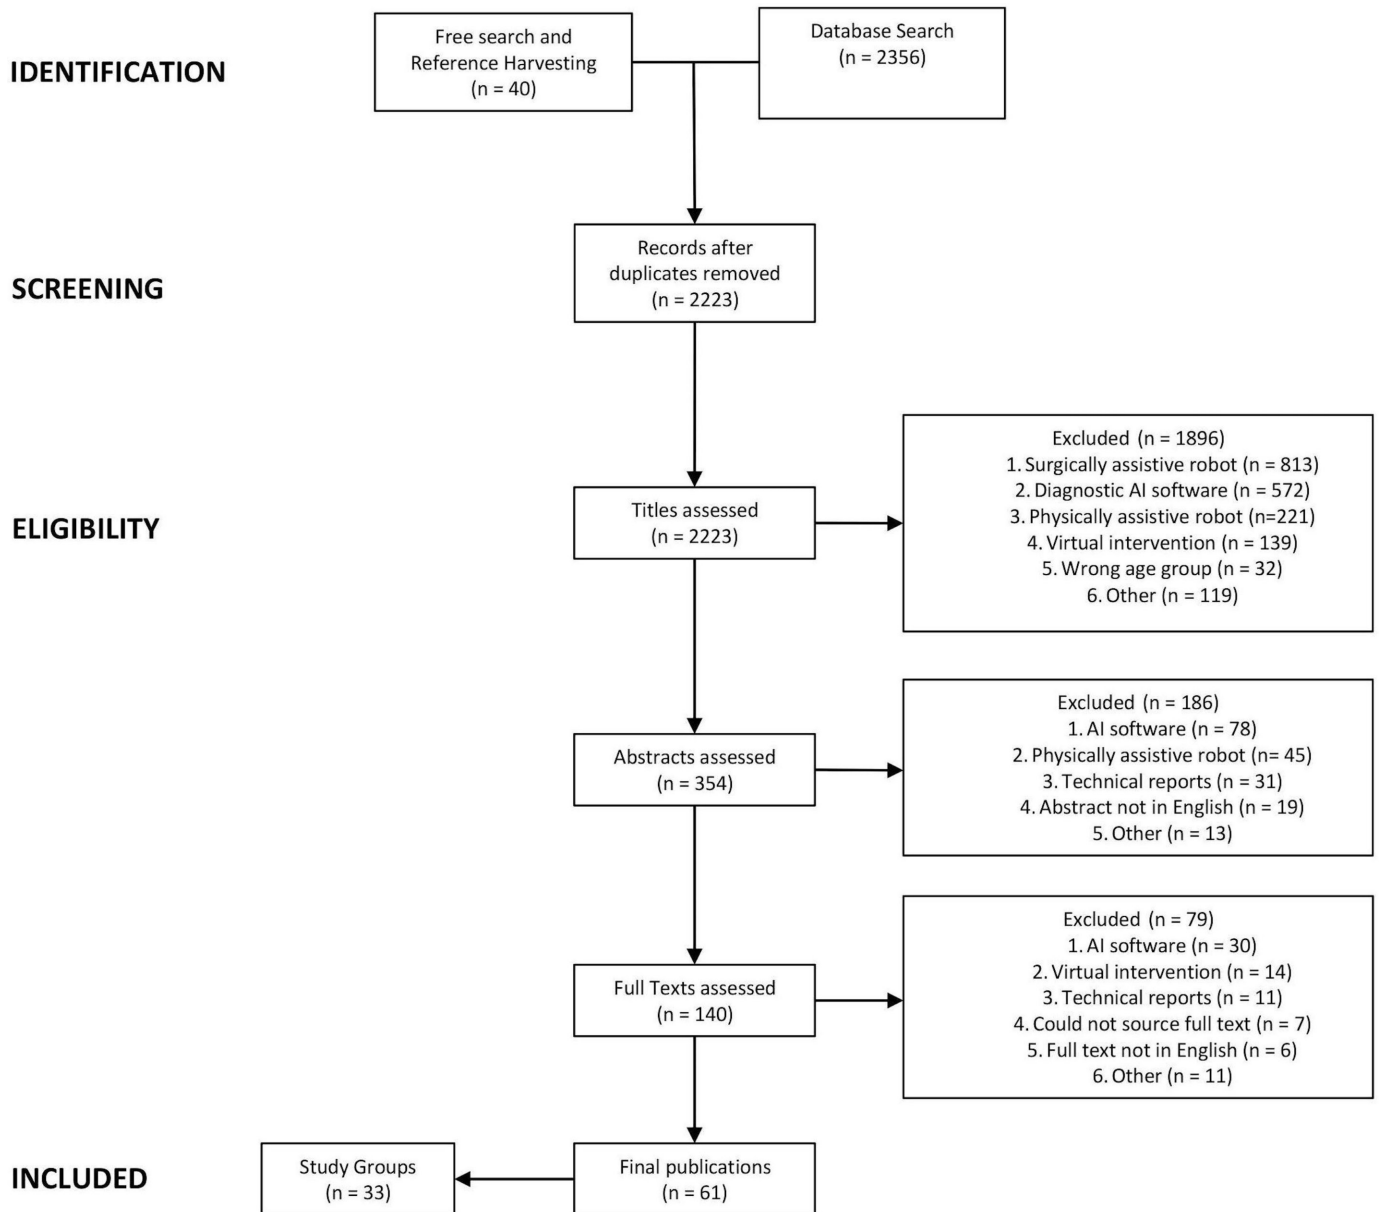 IDENTIFICATION
Free search and
Reference Harvesting
(n = 40)
Database Search
(n = 2356)
SCREENING
Records after
duplicates removed
(n = 2223)
ELIGIBILITY
Titles assessed
(n = 2223)
Excluded (n = 1896)
1. Surgically assistive robot (n = 813)
2. Diagnostic AI software (n = 572)
3. Physically assistive robot (n=221)
4. Virtual intervention (n = 139)
5. Wrong age group (n = 32)
6. Other (n = 119)
Abstracts assessed
(n = 354)
Excluded (n = 186)
1. AI software (n = 78)
2. Physically assistive robot (n= 45)
3. Technical reports (n = 31)
4. Abstract not in English (n = 19)
5. Other (n = 13)
Full Texts assessed
(n = 140)
Excluded (n = 79)
1. AI software (n = 30)
2. Virtual intervention (n = 14)
3. Technical reports (n = 11)
4. Could not source full text (n = 7)
5. Full text not in English (n = 6)
6. Other (n = 11)
INCLUDED
Study Groups
(n = 33)
Final publications
(n = 61)